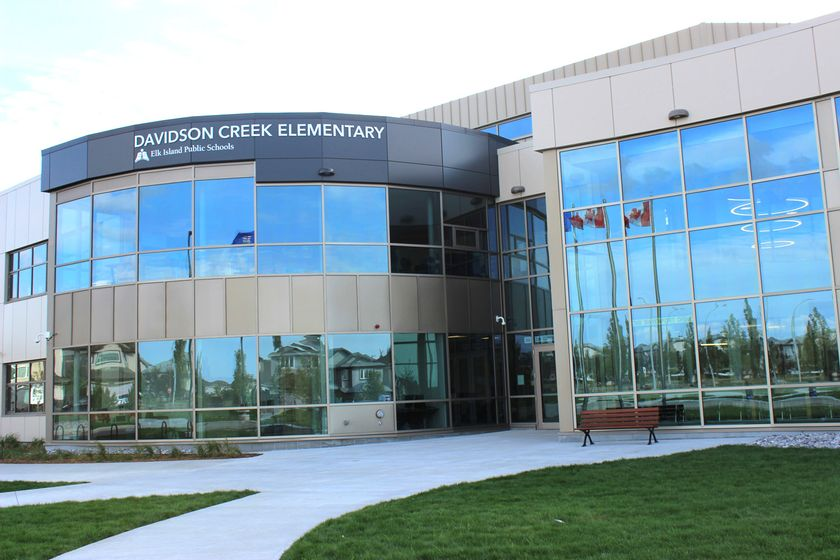 DAVIDSON CREEK ELEMENTARY
Elk Island Public Schools